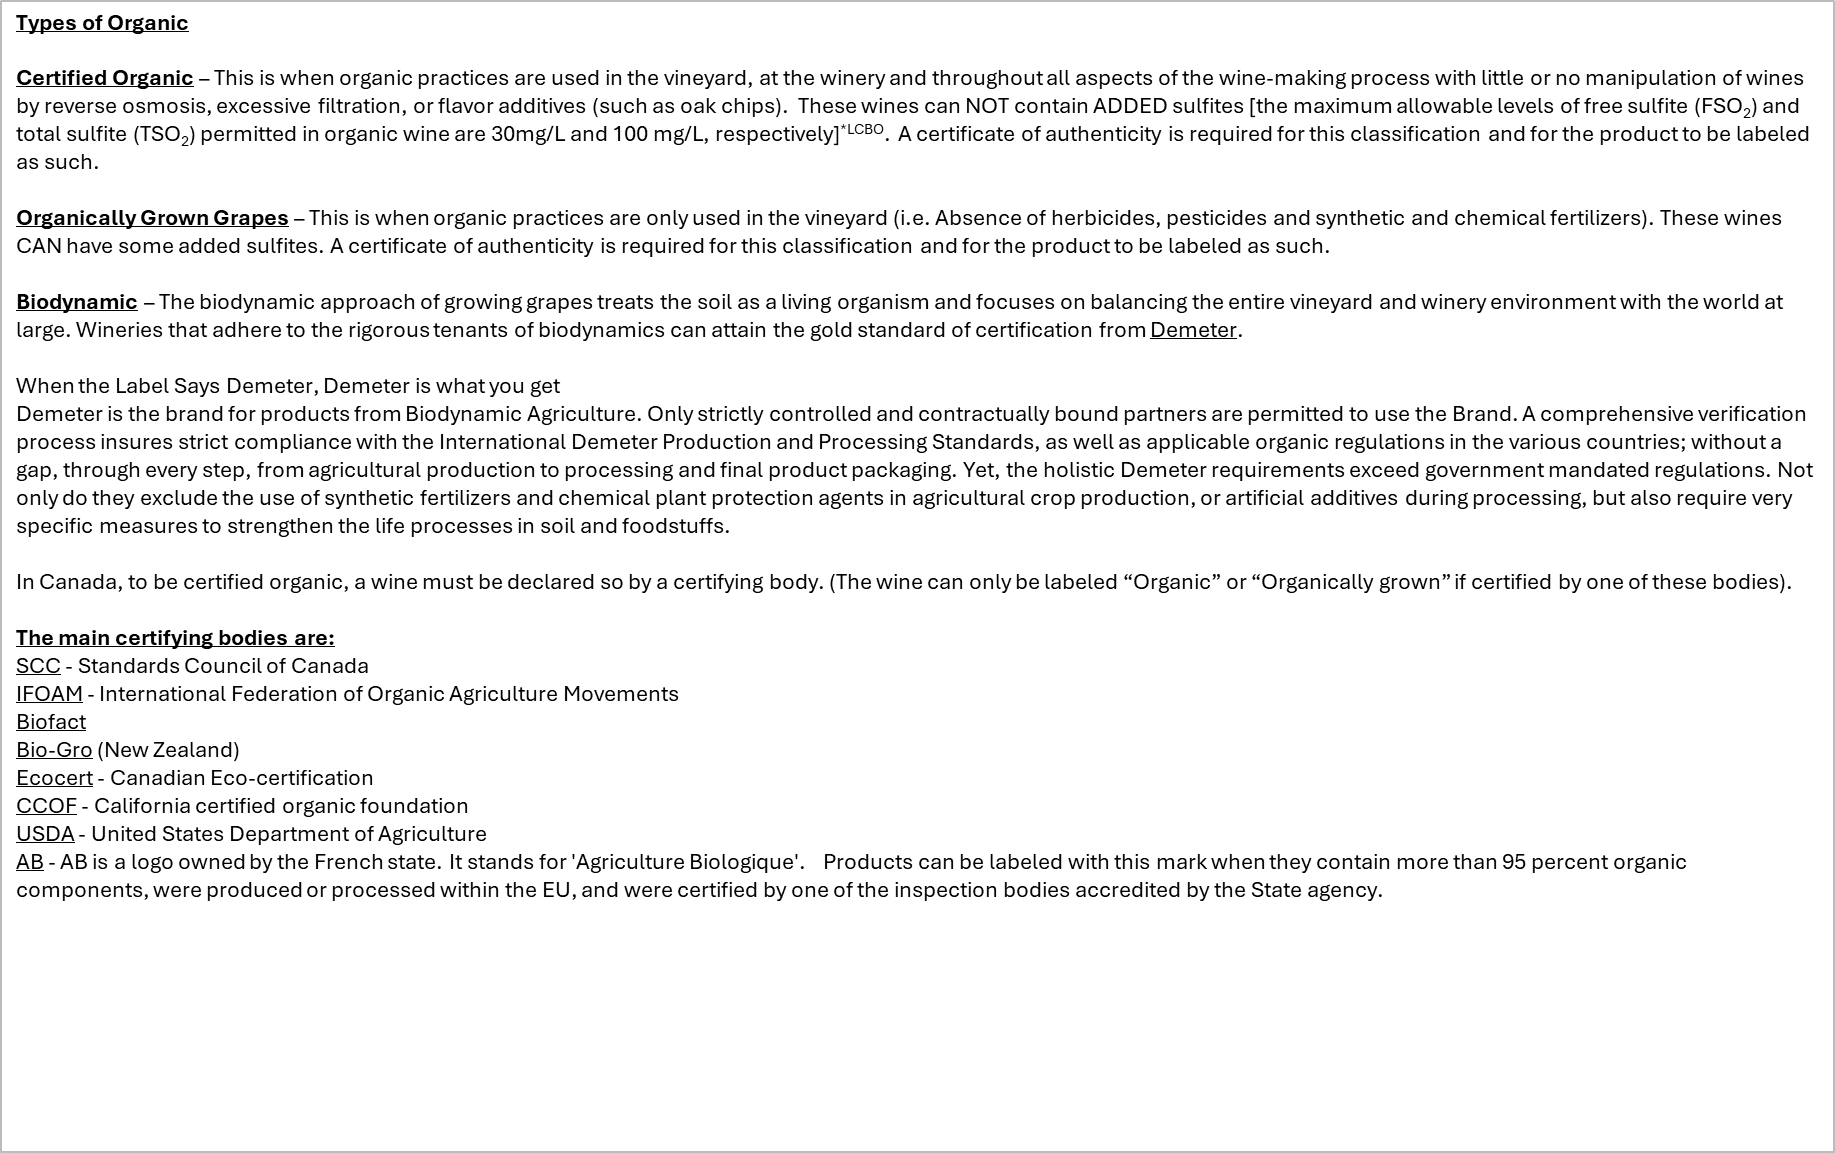 Types of Organic
Certified Organic – This is when organic practices are used in the vineyard, at the winery and throughout all aspects of the wine-making process with little or no manipulation of wines
by reverse osmosis, excessive filtration, or flavor additives (such as oak chips).  These wines can NOT contain ADDED sulfites [the maximum allowable levels of free sulfite (FSO₂) and
total sulfite (TSO₂) permitted in organic wine are 30mg/L and 100 mg/L, respectively]*LCBO.  A certificate of authenticity is required for this classification and for the product to be labeled
as such.
Organically Grown Grapes – This is when organic practices are only used in the vineyard (i.e. Absence of herbicides, pesticides and synthetic and chemical fertilizers). These wines
CAN have some added sulfites. A certificate of authenticity is required for this classification and for the product to be labeled as such.
Biodynamic – The biodynamic approach of growing grapes treats the soil as a living organism and focuses on balancing the entire vineyard and winery environment with the world at
large. Wineries that adhere to the rigorous tenants of biodynamics can attain the gold standard of certification from Demeter.
When the Label Says Demeter, Demeter is what you get
Demeter is the brand for products from Biodynamic Agriculture. Only strictly controlled and contractually bound partners are permitted to use the Brand. A comprehensive verification
process insures strict compliance with the International Demeter Production and Processing Standards, as well as applicable organic regulations in the various countries; without a
gap, through every step, from agricultural production to processing and final product packaging. Yet, the holistic Demeter requirements exceed government mandated regulations. Not
only do they exclude the use of synthetic fertilizers and chemical plant protection agents in agricultural crop production, or artificial additives during processing, but also require very
specific measures to strengthen the life processes in soil and foodstuffs.
In Canada, to be certified organic, a wine must be declared so by a certifying body. (The wine can only be labeled “Organic” or “Organically grown” if certified by one of these bodies).
The main certifying bodies are:
SCC - Standards Council of Canada
IFOAM - International Federation of Organic Agriculture Movements
Biofact
Bio-Gro (New Zealand)
Ecocert - Canadian Eco-certification
CCOF - California certified organic foundation
USDA - United States Department of Agriculture
AB - AB is a logo owned by the French state. It stands for 'Agriculture Biologique'.   Products can be labeled with this mark when they contain more than 95 percent organic
components, were produced or processed within the EU, and were certified by one of the inspection bodies accredited by the State agency.